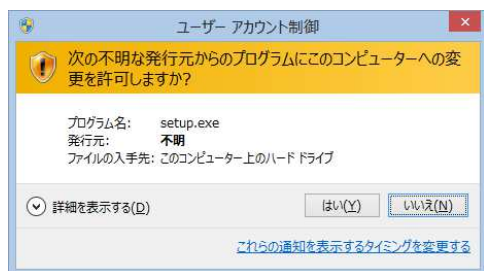 ユーザー アカウント制御
次の不明な発行元からのプログラムにこのコンピューターへの変
更を許可しますか?
プログラム名: setup.exe
発行元: 不明
ファイルの入手先: このコンピューター上のハード ドライブ
詳細を表示する(D)
はい(Y)
いいえ(N)
これらの通知を表示するタイミングを変更する